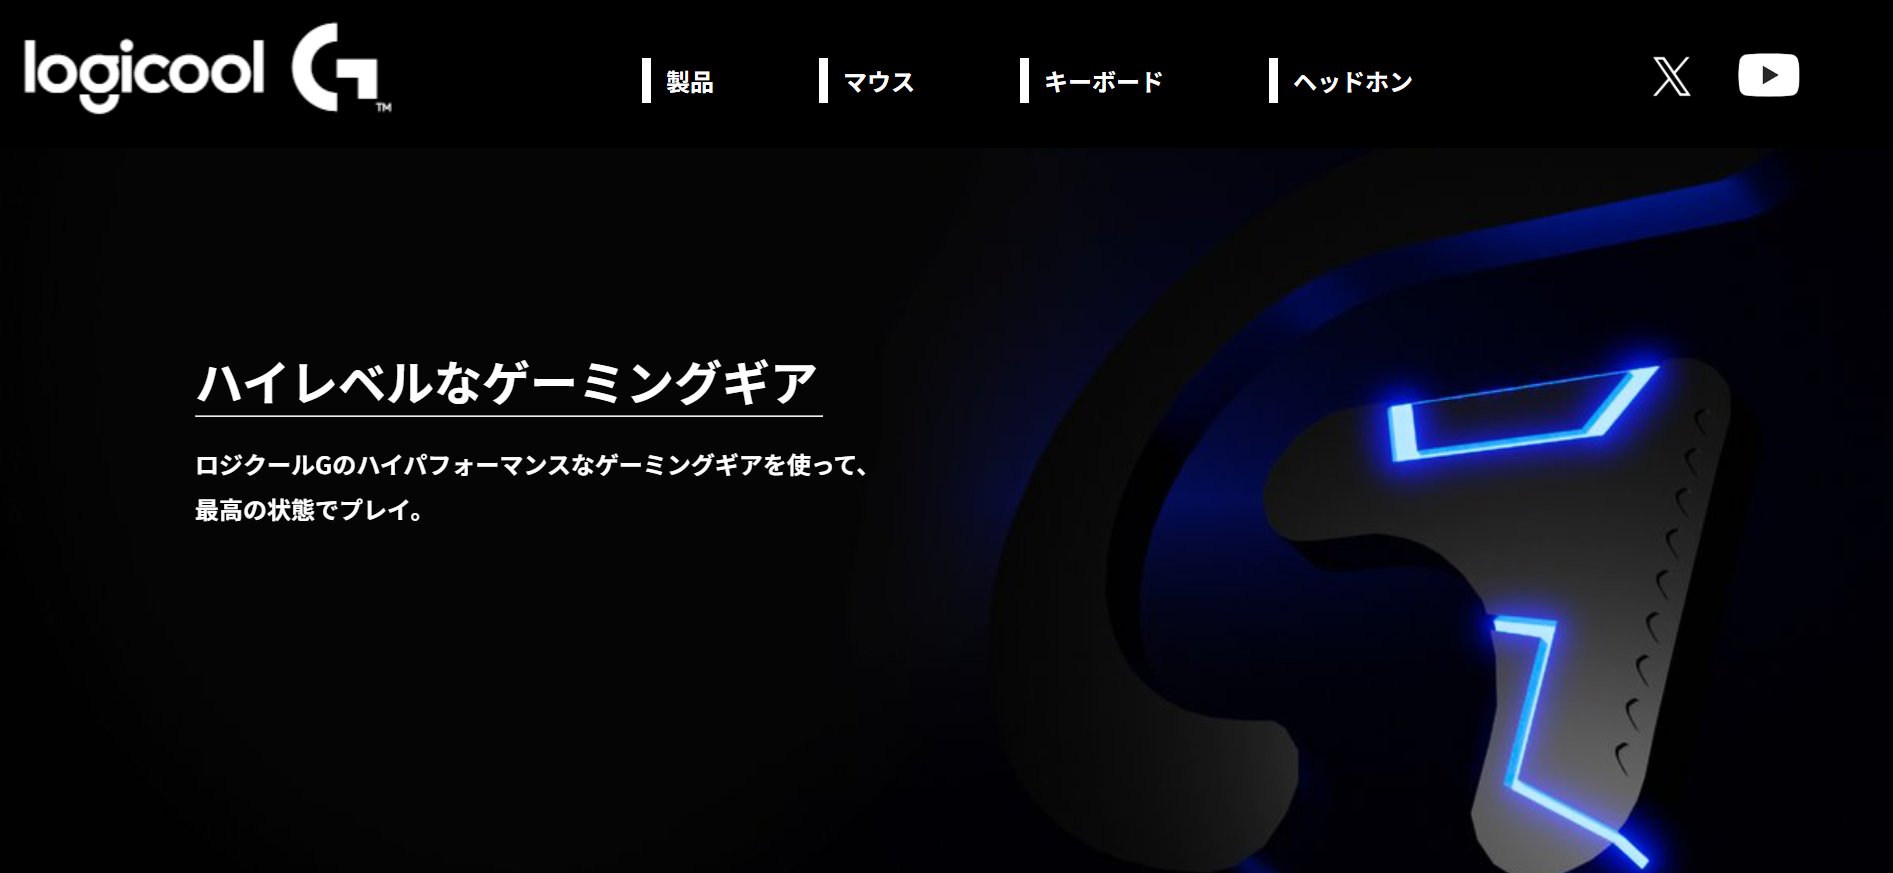 logicool G™
製品
マウス
キーボード
ヘッドホン
ハイレベルなゲーミングギア
ロジクールGのハイパフォーマンスなゲーミングギアを使って、
最高の状態でプレイ。